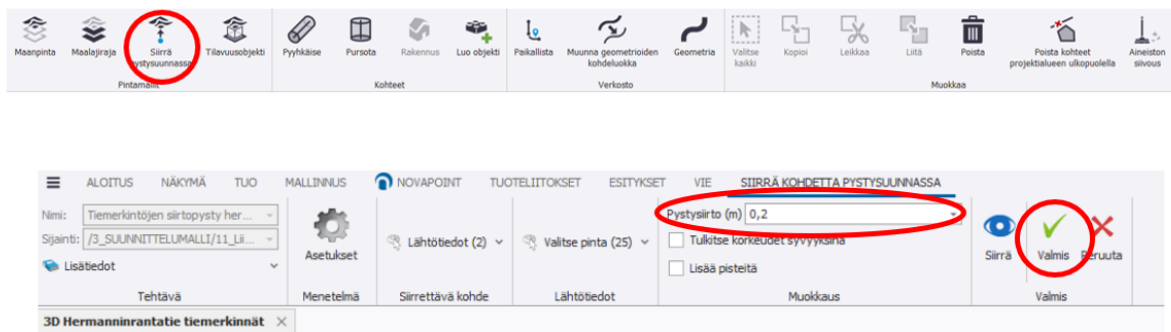 Maanpinta Maalajiraja Siirrä Tilavuusobjekti Pyyhkäise Pursota Rakennus Luo objekti Paikallista Muunna geometrioiden Geometria Valitse Kopioi Leikkaa Liitä Poista Poista kohteet Aineiston
pystysuunnassa kohdeluokka kaikki projektialueen ulkopuolella siivous
Pintamallit Kohteet Verkosto Muokkaa
ALOITUS NÄKYMÄ TUO MALLINNUS NOVAPOINT TUOTELIITOKSET ESITYKSET VIE SIIRRÄ KOHDETTA PYSTYSUUNNASSA
Nimi: Tiemerkintöjen siirtopysty her... Pystysiirto (m) 0,2
Sijainti: /3_SUUNNITTELUMALLI/11_Lii... Asetukset Lähtötiedot (2) Valitse pinta (25) Tulkitse korkeudet syvyyksinä Siirrä Valmis Peruuta
Lisätiedot Lisää pisteitä
Tehtävä Menetelmä Siirrettävä kohde Lähtötiedot Muokkaus Valmis
3D Hermanninrantatie tiemerkinnät